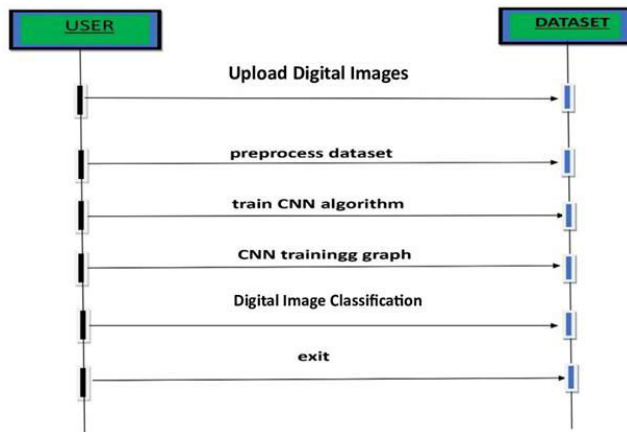 USER
DATASET
Upload Digital Images
preprocess dataset
train CNN algorithm
CNN trainingg graph
Digital Image Classification
exit